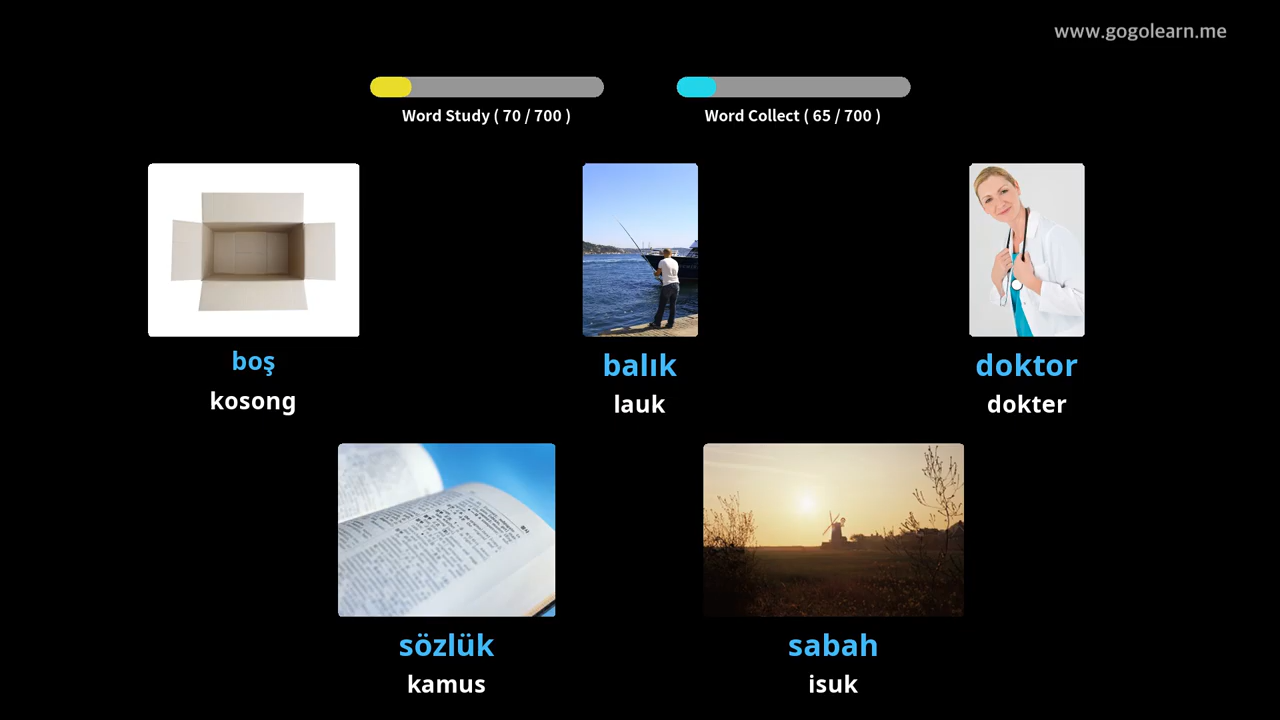 www.gogolearn.me
Word Study ( 70 / 700 )
Word Collect ( 65 / 700 )
boş
kosong
balık
lauk
doktor
dokter
sözlük
kamus
sabah
isuk